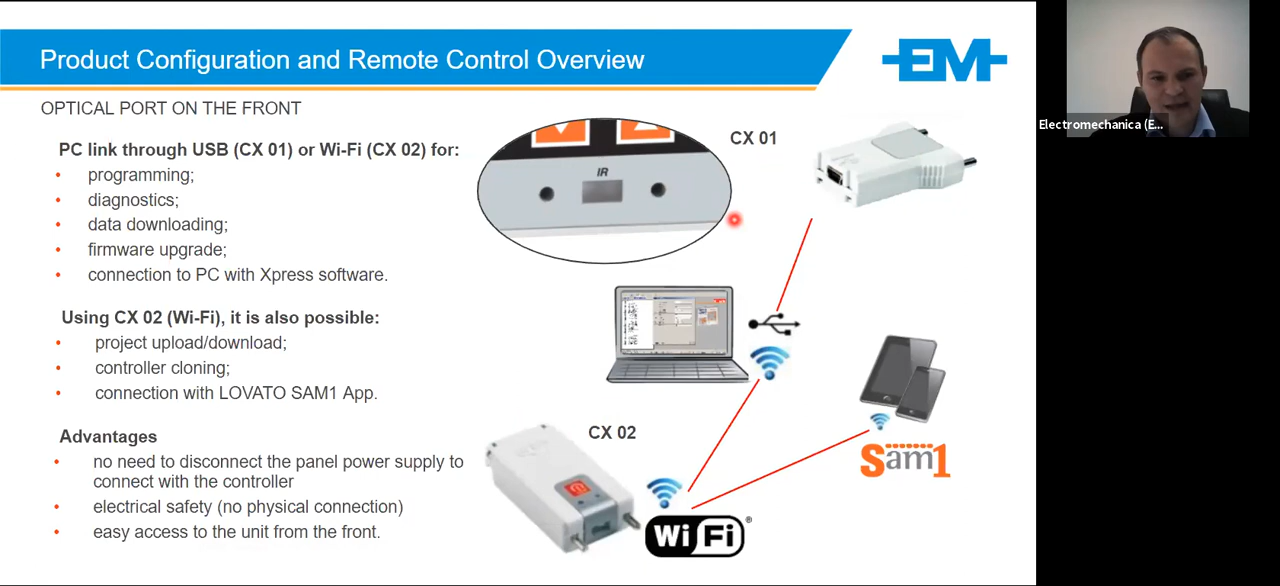 Product Configuration and Remote Control Overview
EM
OPTICAL PORT ON THE FRONT
PC link through USB (CX 01) or Wi-Fi (CX 02) for:
• programming;
• diagnostics;
• data downloading;
• firmware upgrade;
• connection to PC with Xpress software.
Using CX 02 (Wi-Fi), it is also possible:
• project upload/download;
• controller cloning;
• connection with LOVATO SAM1 App.
Advantages
• no need to disconnect the panel power supply to
connect with the controller
• electrical safety (no physical connection)
• easy access to the unit from the front.
IR
CX 01
CX 02
Sam1
Wi Fi ®
Electromechanica (E...